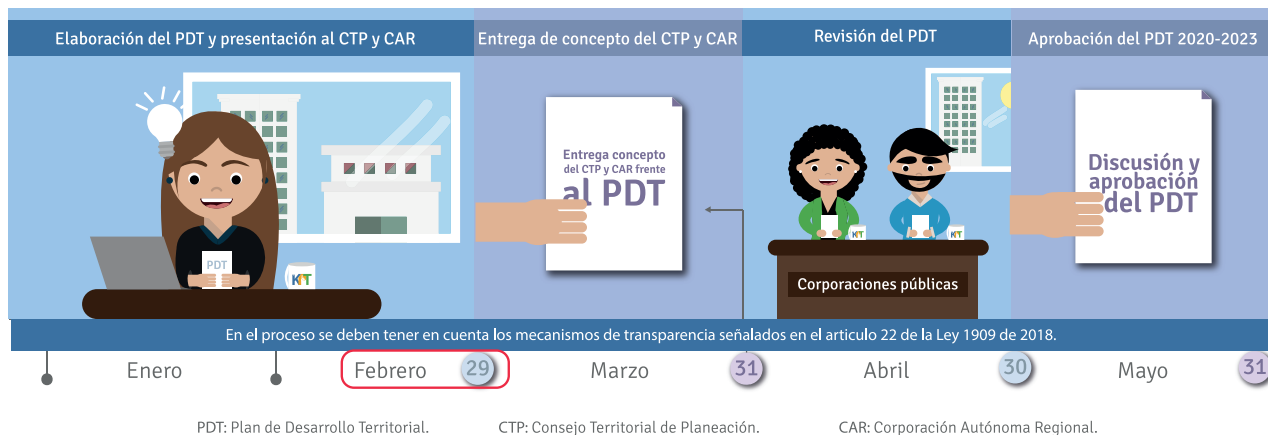 Elaboración del PDT y presentación al CTP y CAR
Entrega de concepto del CTP y CAR
Revisión del PDT
Aprobación del PDT 2020-2023
PDT
KiT
Entrega concepto
del CTP y CAR frente
al PDT
KiT
KiT
Corporaciones públicas
Discusión y
aprobación
del PDT
En el proceso se deben tener en cuenta los mecanismos de transparencia señalados en el articulo 22 de la Ley 1909 de 2018.
Enero
Febrero 29
Marzo 31
Abril 30
Mayo 31
PDT: Plan de Desarrollo Territorial.
CTP: Consejo Territorial de Planeación.
CAR: Corporación Autónoma Regional.